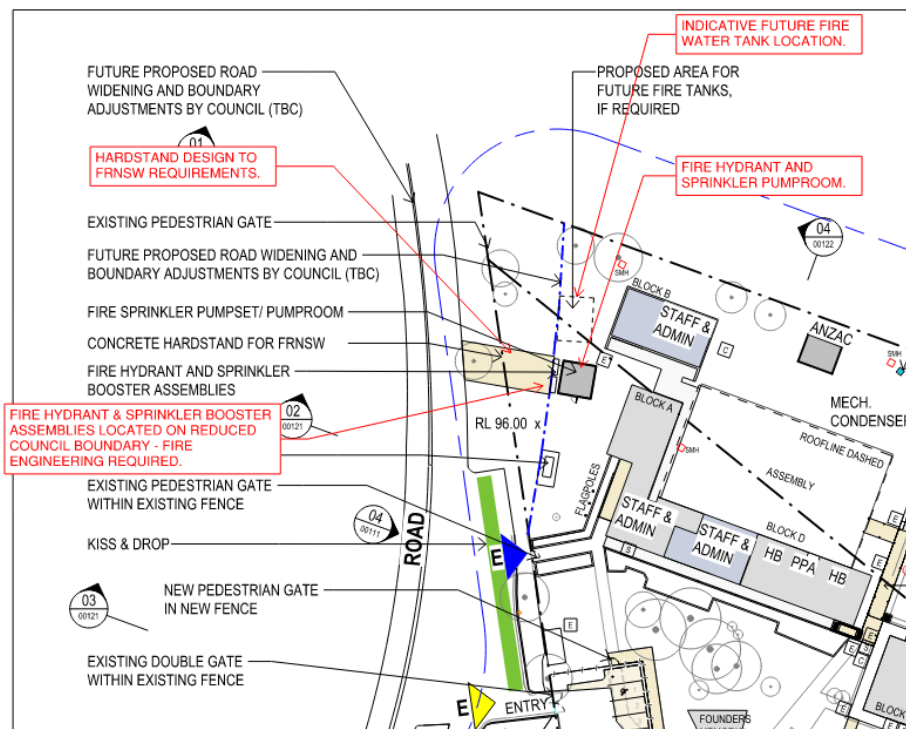 INDICATIVE FUTURE FIRE
WATER TANK LOCATION.
FUTURE PROPOSED ROAD
WIDENING AND BOUNDARY
ADJUSTMENTS BY COUNCIL (TBC)
PROPOSED AREA FOR
FUTURE FIRE TANKS,
IF REQUIRED
01
HARDSTAND DESIGN TO
FRNSW REQUIREMENTS.
FIRE HYDRANT AND
SPRINKLER PUMPROOM.
EXISTING PEDESTRIAN GATE
04
00122
FUTURE PROPOSED ROAD WIDENING AND
BOUNDARY ADJUSTMENTS BY COUNCIL (TBC)
SMH
BLOCK B
FIRE SPRINKLER PUMPSET/ PUMPROOM
STAFF &
ADMIN
ANZAC
CONCRETE HARDSTAND FOR FRNSW
C
SMH
E
FIRE HYDRANT AND SPRINKLER
BOOSTER ASSEMBLIES
BLOCK A
MECH.
CONDENSER
02
00121
FIRE HYDRANT & SPRINKLER BOOSTER
ASSEMBLIES LOCATED ON REDUCED
COUNCIL BOUNDARY - FIRE
ENGINEERING REQUIRED.
RL 96.00 x
ROOFLINE DASHED
SMH
ASSEMBLY
EXISTING PEDESTRIAN GATE
WITHIN EXISTING FENCE
FLAGPOLES
STAFF &
ADMIN
STAFF &
ADMIN
BLOCK D
HB
PPA
HB
E
E
04
00111
ROAD
KISS & DROP
E
S
E
03
00121
NEW PEDESTRIAN GATE
IN NEW FENCE
E
E
S
E
C
EXISTING DOUBLE GATE
WITHIN EXISTING FENCE
E
ENTRY
FOUNDERS
BLOCK
E